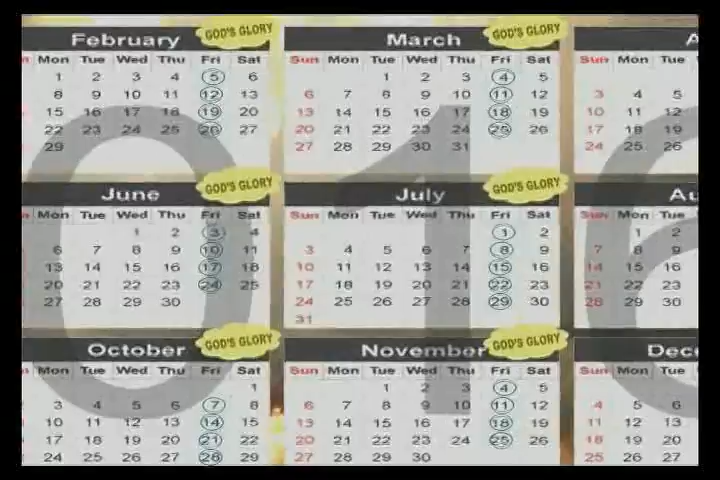 February GOD'S GLORY March GOD'S GLORY A
n Mon Tue Wed Thu Fri Sat Sun Mon Tue Wed Thu Fri Sat Sun Mon Tue
1 2 3 4 5 6 1 2 3 4 5
8 9 10 11 12 13 6 7 8 9 10 11 12 3 4 5
15 16 17 18 19 20 13 14 15 16 17 18 19 10 11 12
22 23 24 25 26 27 20 21 22 23 24 25 26 17 18 19
29 27 28 29 30 31 24 25 26
June GOD'S GLORY July GOD'S GLORY Au
n Mon Tue Wed Thu Fri Sat Sun Mon Tue Wed Thu Fri Sat Sun Mon Tue
1 2 3 4 1 2 1 2
6 7 8 9 10 11 3 4 5 6 7 8 9 7 8 9
13 14 15 16 17 18 10 11 12 13 14 15 16 14 15 16
20 21 22 23 24 25 17 18 19 20 21 22 23 21 22 23
27 28 29 30 24 25 26 27 28 29 30 28 29 30
31
October GOD'S GLORY November GOD'S GLORY Dece
n Mon Tue Wed Thu Fri Sat Sun Mon Tue Wed Thu Fri Sat Sun Mon Tue
1 1 2 3 4 5
3 4 5 6 7 8 6 7 8 9 10 11 12 4 5 6
10 11 12 13 14 15 13 14 15 16 17 18 19 11 12 13
17 18 19 20 21 22 20 21 22 23 24 25 26 18 19 20
24 25 26 27 28 29 27 28 29 30 25 26 27
016